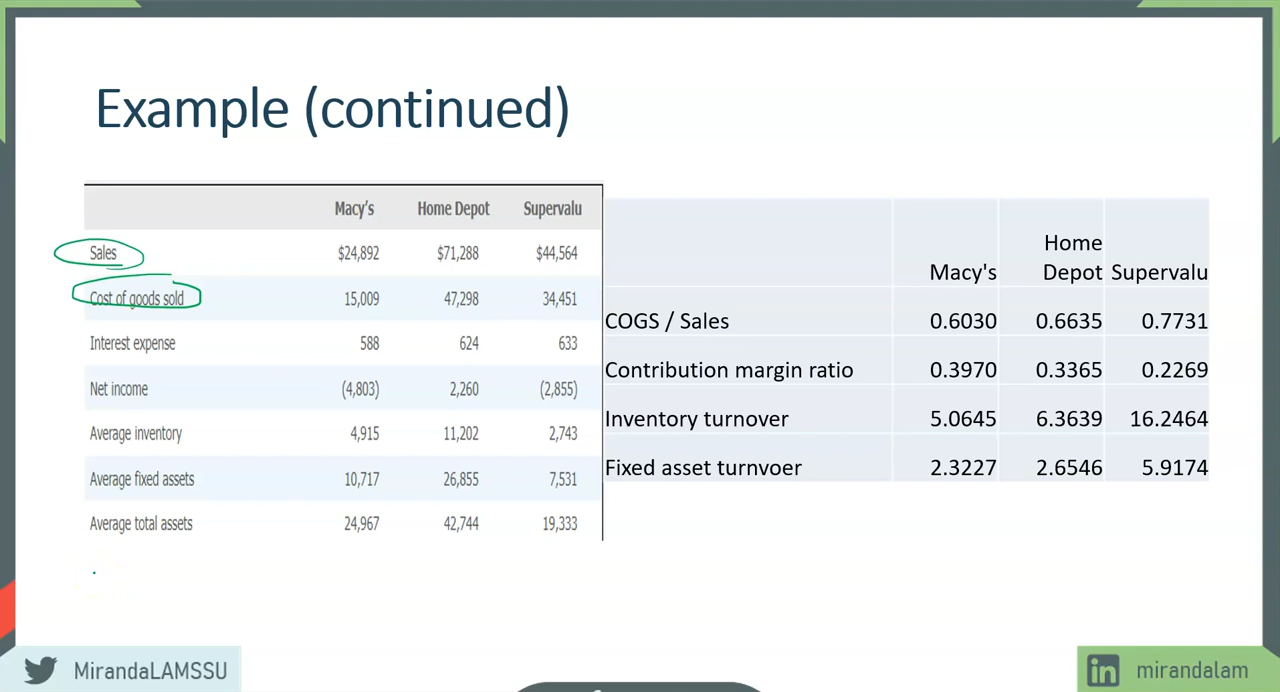 Example (continued)
Macy's Home Depot Supervalu
Sales $24,892 $71,288 $44,564
Cost of goods sold 15,009 47,298 34,451
Interest expense 588 624 633
Net income (4,803) 2,260 (2,855)
Average inventory 4,915 11,202 2,743
Average fixed assets 10,717 26,855 7,531
Average total assets 24,967 42,744 19,333
Home
Macy's Depot Supervalu
COGS / Sales 0.6030 0.6635 0.7731
Contribution margin ratio 0.3970 0.3365 0.2269
Inventory turnover 5.0645 6.3639 16.2464
Fixed asset turnvoer 2.3227 2.6546 5.9174
MirandaLAMSSU
in mirandalam